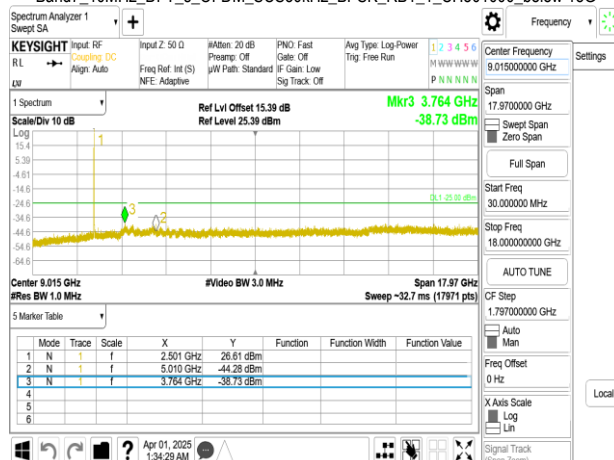 Spectrum Analyzer 1
Swept SA
Frequency
Settings
KEYSIGHT
RL
Input: RF
Coupling: DC
Align: Auto
Input Z: 50 Ω
Freq Ref: Int (S)
NFE: Adaptive
#Atten: 20 dB
Preamp: Off
µW Path: Standard
PNO: Fast
Gate: Off
IF Gain: Low
Sig Track: Off
Avg Type: Log-Power
Trig: Free Run
1 2 3 4 5 6
M W W W W W
P N N N N N
1 Spectrum
Scale/Div 10 dB
Ref Lvl Offset 15.39 dB
Ref Level 25.39 dBm
Mkr3 3.764 GHz
-38.73 dBm
Log
15.4
5.39
-4.61
-14.6
-24.6
-34.6
-44.6
-54.6
-64.6
1
2
3
DL1 -25.00 dBm
Center 9.015 GHz
#Res BW 1.0 MHz
#Video BW 3.0 MHz
Span 17.97 GHz
Sweep ~32.7 ms (17971 pts)
5 Marker Table
Mode Trace Scale X Y Function Function Width Function Value
1 N 1 f 2.501 GHz 26.61 dBm
2 N 1 f 5.010 GHz -44.28 dBm
3 N 1 f 3.764 GHz -38.73 dBm
4
5
6
Apr 01, 2025
1:34:29 AM
Center Frequency
9.015000000 GHz
Span
17.9700000 GHz
Swept Span
Zero Span
Full Span
Start Freq
30.000000 MHz
Stop Freq
18.000000000 GHz
AUTO TUNE
CF Step
1.797000000 GHz
Auto
Man
Freq Offset
0 Hz
X Axis Scale
Log
Lin
Signal Track
Local